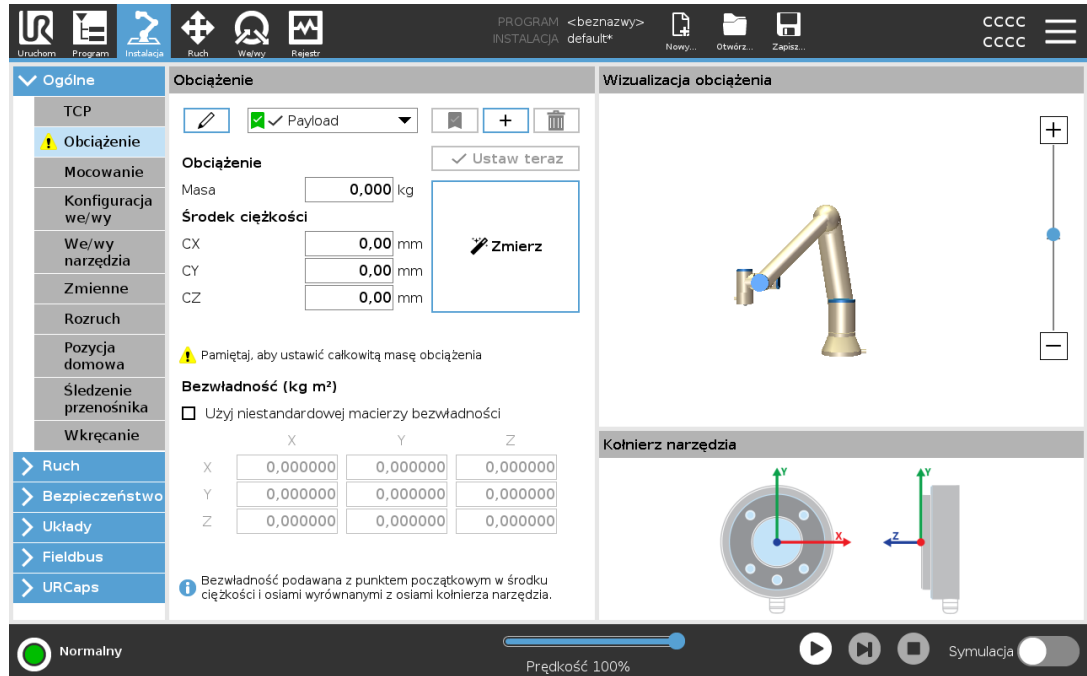 Uruchom
Program
Instalacja
Ruch
We/wy
Rejestr
PROGRAM <beznazwy>
INSTALACJA default*
Nowy...
Otwórz...
Zapisz...
CCCC
CCCC
Ogólne
TCP
Obciążenie
Mocowanie
Konfiguracja
we/wy
We/wy
narzędzia
Zmienne
Rozruch
Pozycja
domowa
Śledzenie
przenośnika
Wkręcanie
Ruch
Bezpieczeństwo
Układy
Fieldbus
URCaps
Obciążenie
Payload
Ustaw teraz
Obciążenie
Masa 0,000 kg
Środek ciężkości
CX 0,00 mm
CY 0,00 mm
CZ 0,00 mm
Zmierz
Pamiętaj, aby ustawić całkowitą masę obciążenia
Bezwładność (kg m²)
Użyj niestandardowej macierzy bezwładności
X Y Z
X 0,000000 0,000000 0,000000
Y 0,000000 0,000000 0,000000
Z 0,000000 0,000000 0,000000
Bezwładność podawana z punktem początkowym w środku
ciężkości i osiami wyrównanymi z osiami kołnierza narzędzia.
Wizualizacja obciążenia
Kołnierz narzędzia
Y
X
Y
Z
Normalny
Prędkość 100%
Symulacja